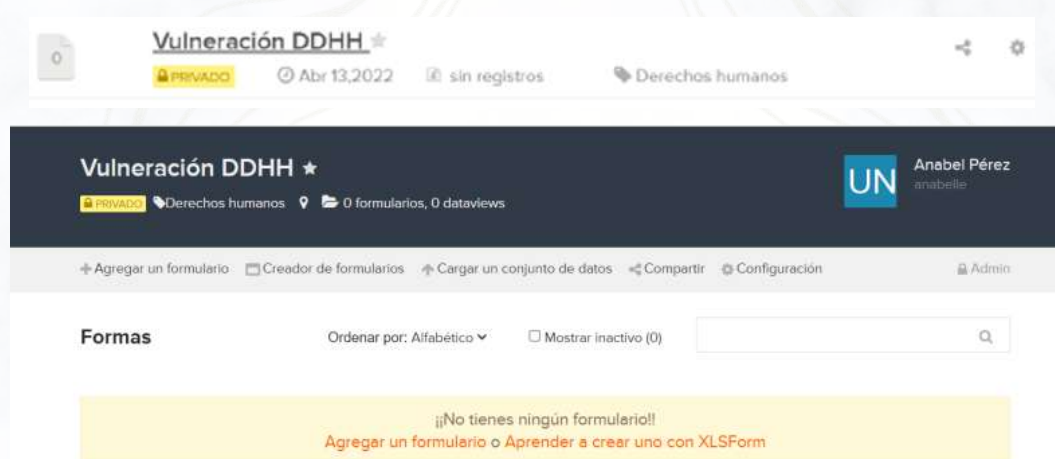 Vulneración DDHH
0
PRIVADO Abr 13,2022 sin registros Derechos humanos
Vulneración DDHH
PRIVADO Derechos humanos 0 formularios, 0 dataviews
UN
Anabel Pérez
anabelle
Agregar un formulario Creador de formularios Cargar un conjunto de datos Compartir Configuración Admin
Formas Ordenar por: Alfabético Mostrar inactivo (0)
¡¡No tienes ningún formulario!!
Agregar un formulario o Aprender a crear uno con XLSForm